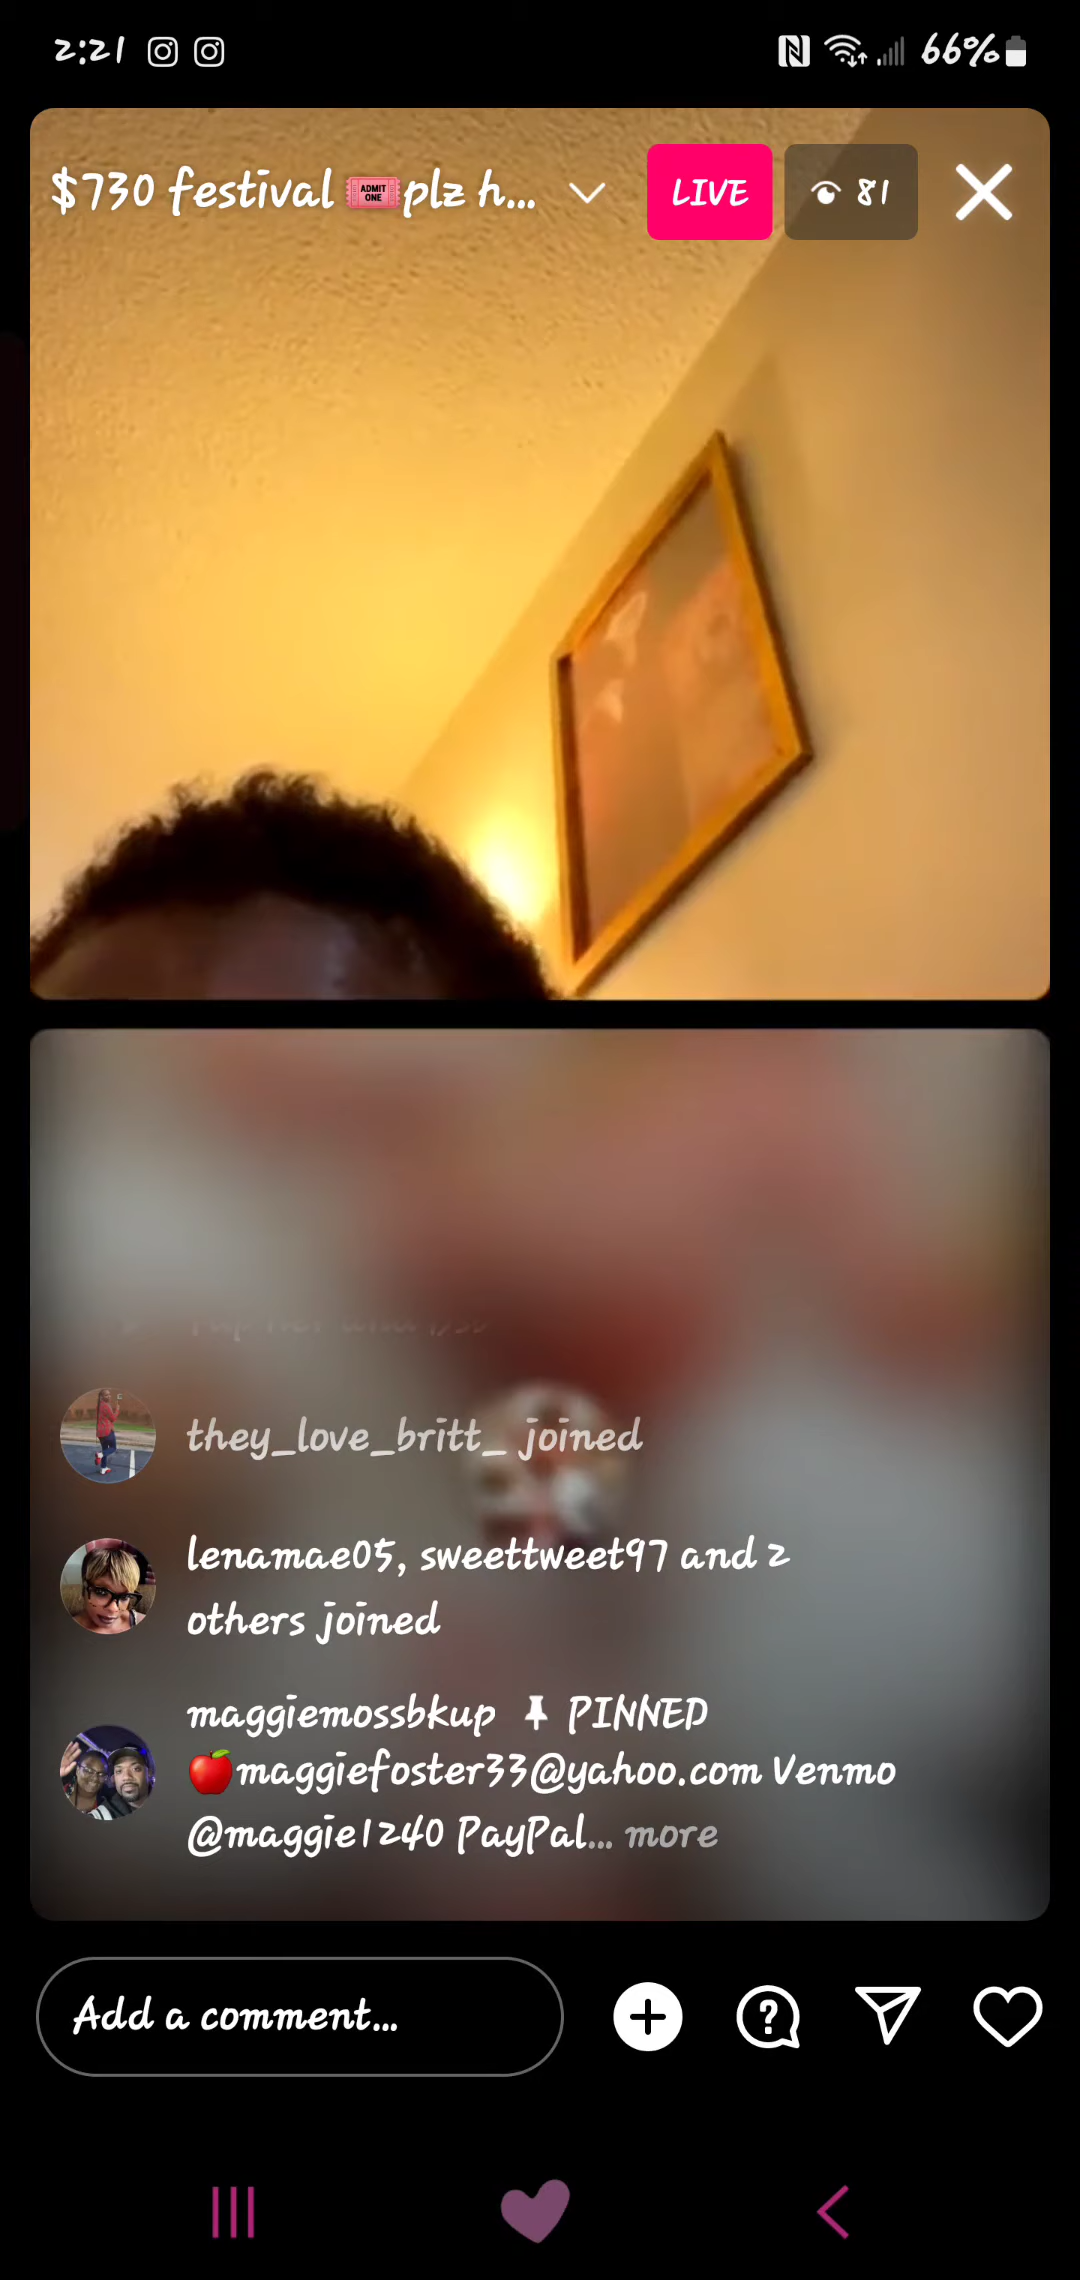 2:21 66%
$730 festival 🎟️plz h... LIVE 81
ADMIT
ONE
they_love_britt_ joined
lenamae05, sweettweet97 and 2
others joined
maggiemossbkup 📌 PINNED
🍎maggiefoster33@yahoo.com Venmo
@maggie1240 PayPal... more
Add a comment...